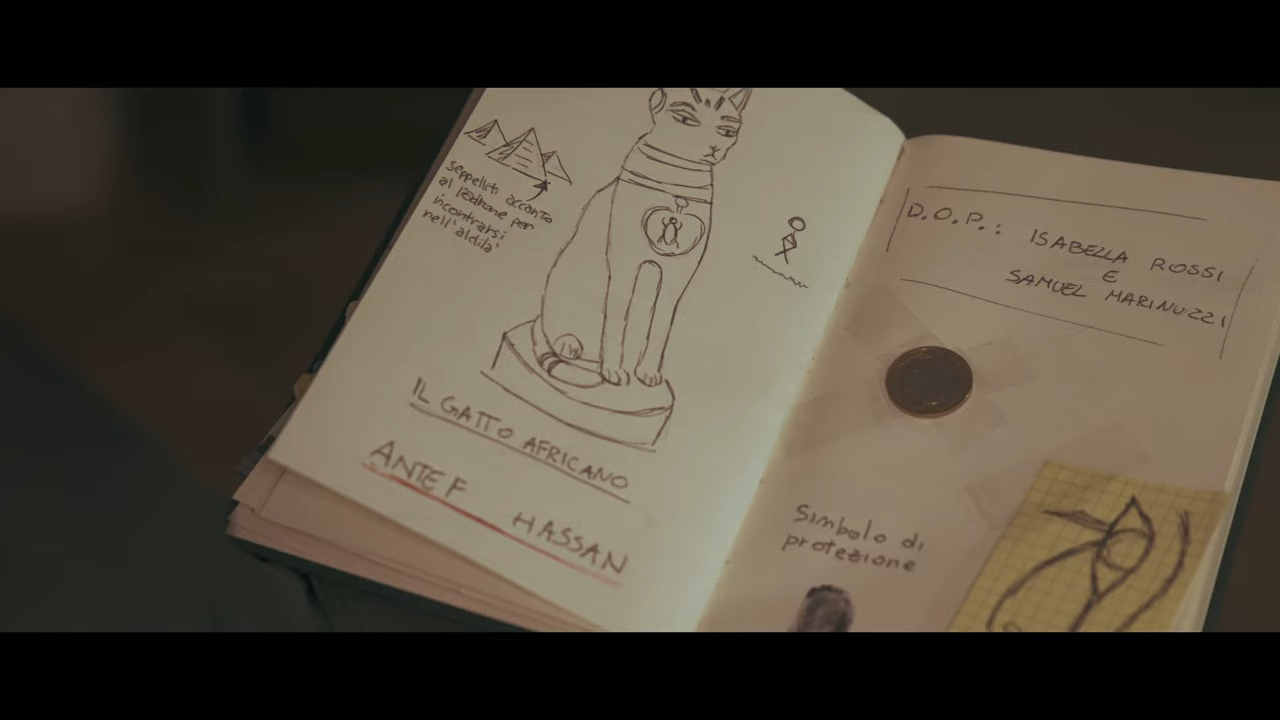 seppelliti accanto
al padrone per
incontrarsi
nell'aldilà
IL GATTO AFRICANO
ANTEF HASSAN
D.O.P.: ISABELLA ROSSI
E
SAMUEL MARINUZZI
Simbolo di
protezione